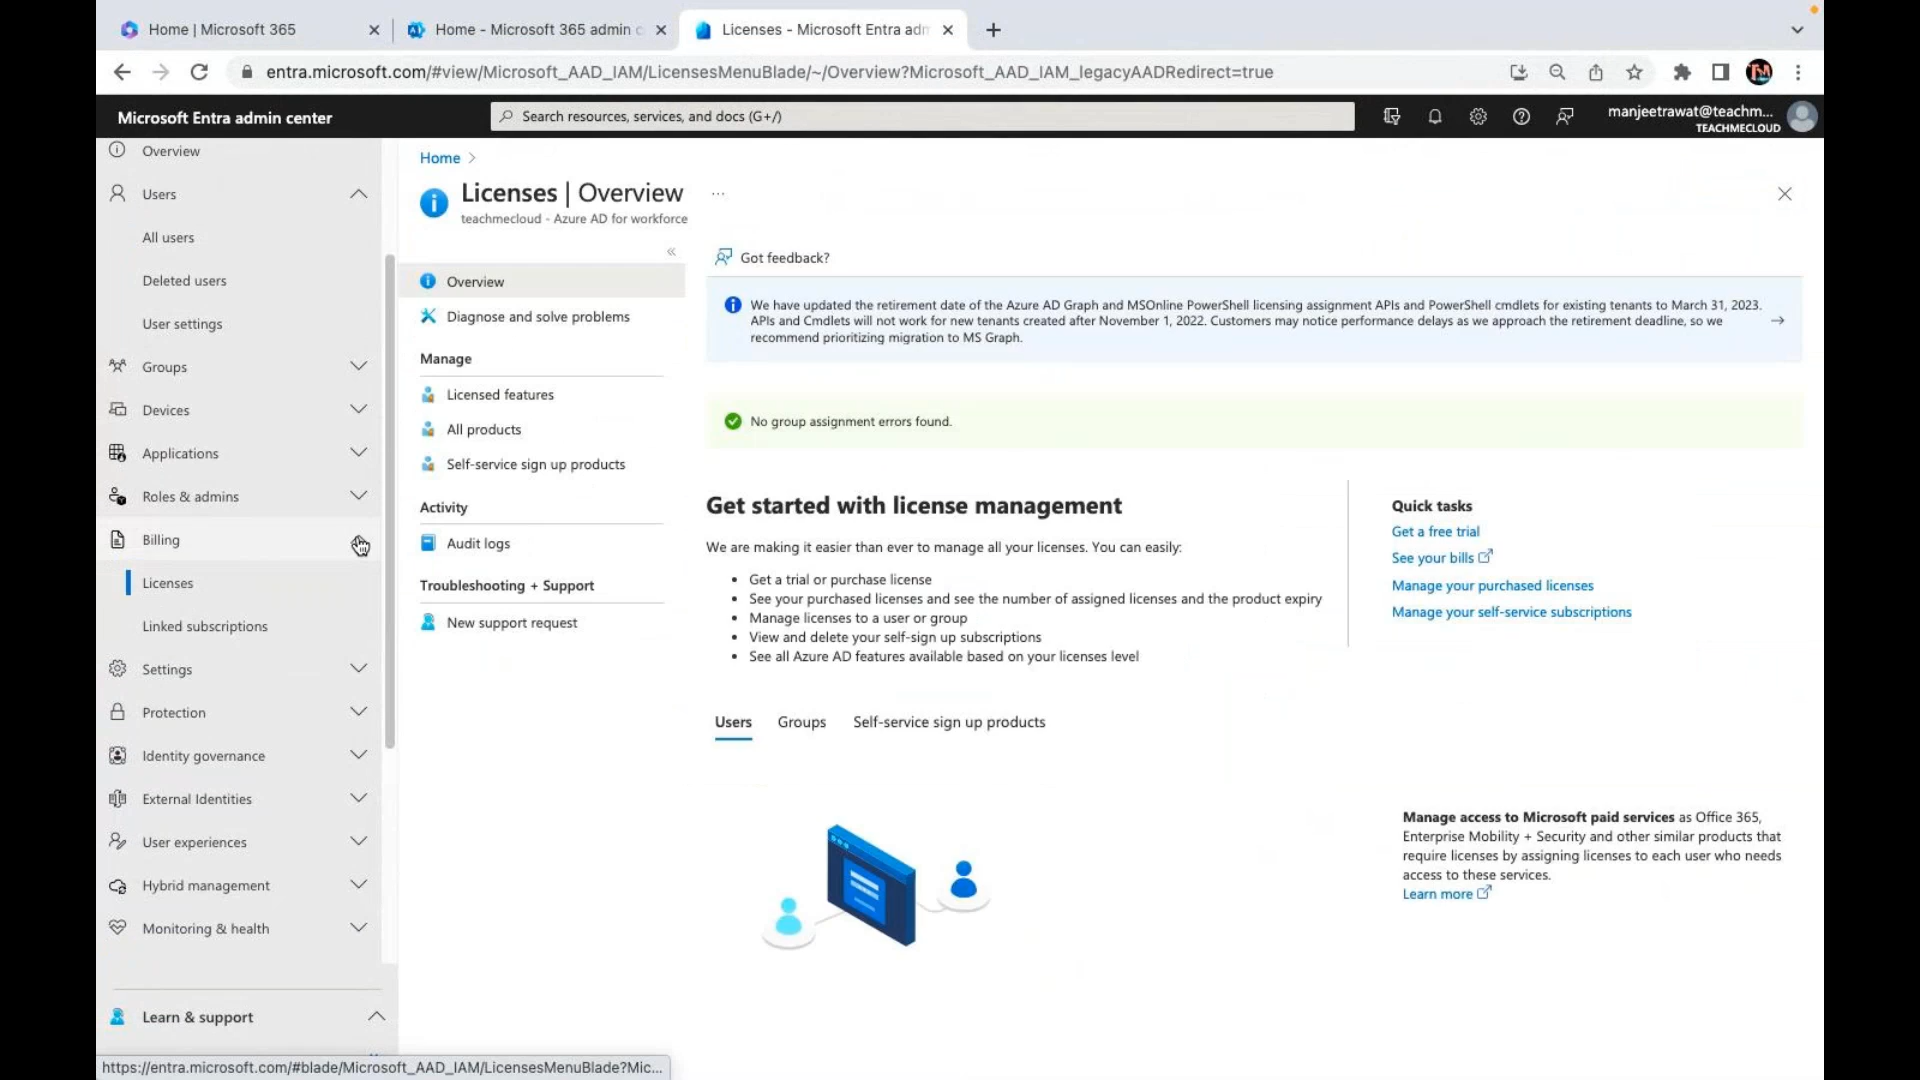 Home | Microsoft 365
Home - Microsoft 365 admin c
Licenses - Microsoft Entra adm
entra.microsoft.com/#view/Microsoft_AAD_IAM/LicensesMenuBlade/~/Overview?Microsoft_AAD_IAM_legacyAADRedirect=true
Microsoft Entra admin center
Search resources, services, and docs (G+/)
manjeetrawat@teachm...
TEACHMECLOUD
Overview
Users
All users
Deleted users
User settings
Groups
Devices
Applications
Roles & admins
Billing
Licenses
Linked subscriptions
Settings
Protection
Identity governance
External Identities
User experiences
Hybrid management
Monitoring & health
Learn & support
https://entra.microsoft.com/#blade/Microsoft_AAD_IAM/LicensesMenuBlade?Mic...
Home
Licenses | Overview
...
teachmecloud - Azure AD for workforce
Overview
Diagnose and solve problems
Manage
Licensed features
All products
Self-service sign up products
Activity
Audit logs
Troubleshooting + Support
New support request
Got feedback?
We have updated the retirement date of the Azure AD Graph and MSOnline PowerShell licensing assignment APIs and PowerShell cmdlets for existing tenants to March 31, 2023.
APIs and Cmdlets will not work for new tenants created after November 1, 2022. Customers may notice performance delays as we approach the retirement deadline, so we
recommend prioritizing migration to MS Graph.
No group assignment errors found.
Get started with license management
We are making it easier than ever to manage all your licenses. You can easily:
• Get a trial or purchase license
• See your purchased licenses and see the number of assigned licenses and the product expiry
• Manage licenses to a user or group
• View and delete your self-sign up subscriptions
• See all Azure AD features available based on your licenses level
Quick tasks
Get a free trial
See your bills
Manage your purchased licenses
Manage your self-service subscriptions
Users Groups Self-service sign up products
Manage access to Microsoft paid services as Office 365,
Enterprise Mobility + Security and other similar products that
require licenses by assigning licenses to each user who needs
access to these services.
Learn more